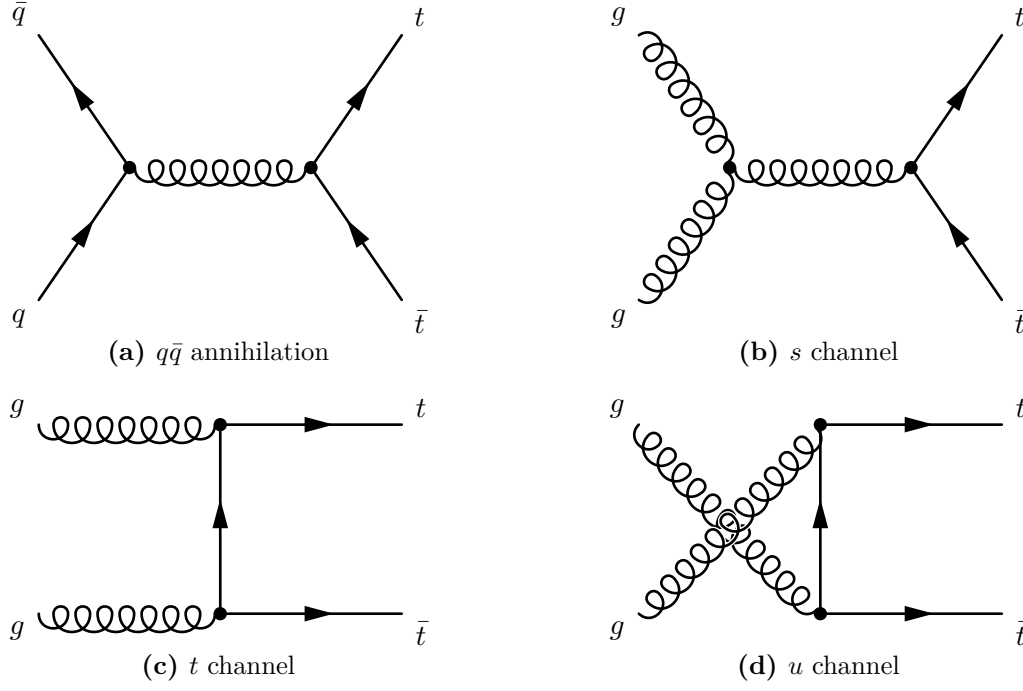 q̄ t g t
q t̄ g t̄
(a) qq̄ annihilation (b) s channel
g t g t
g t̄ g t̄
(c) t channel (d) u channel